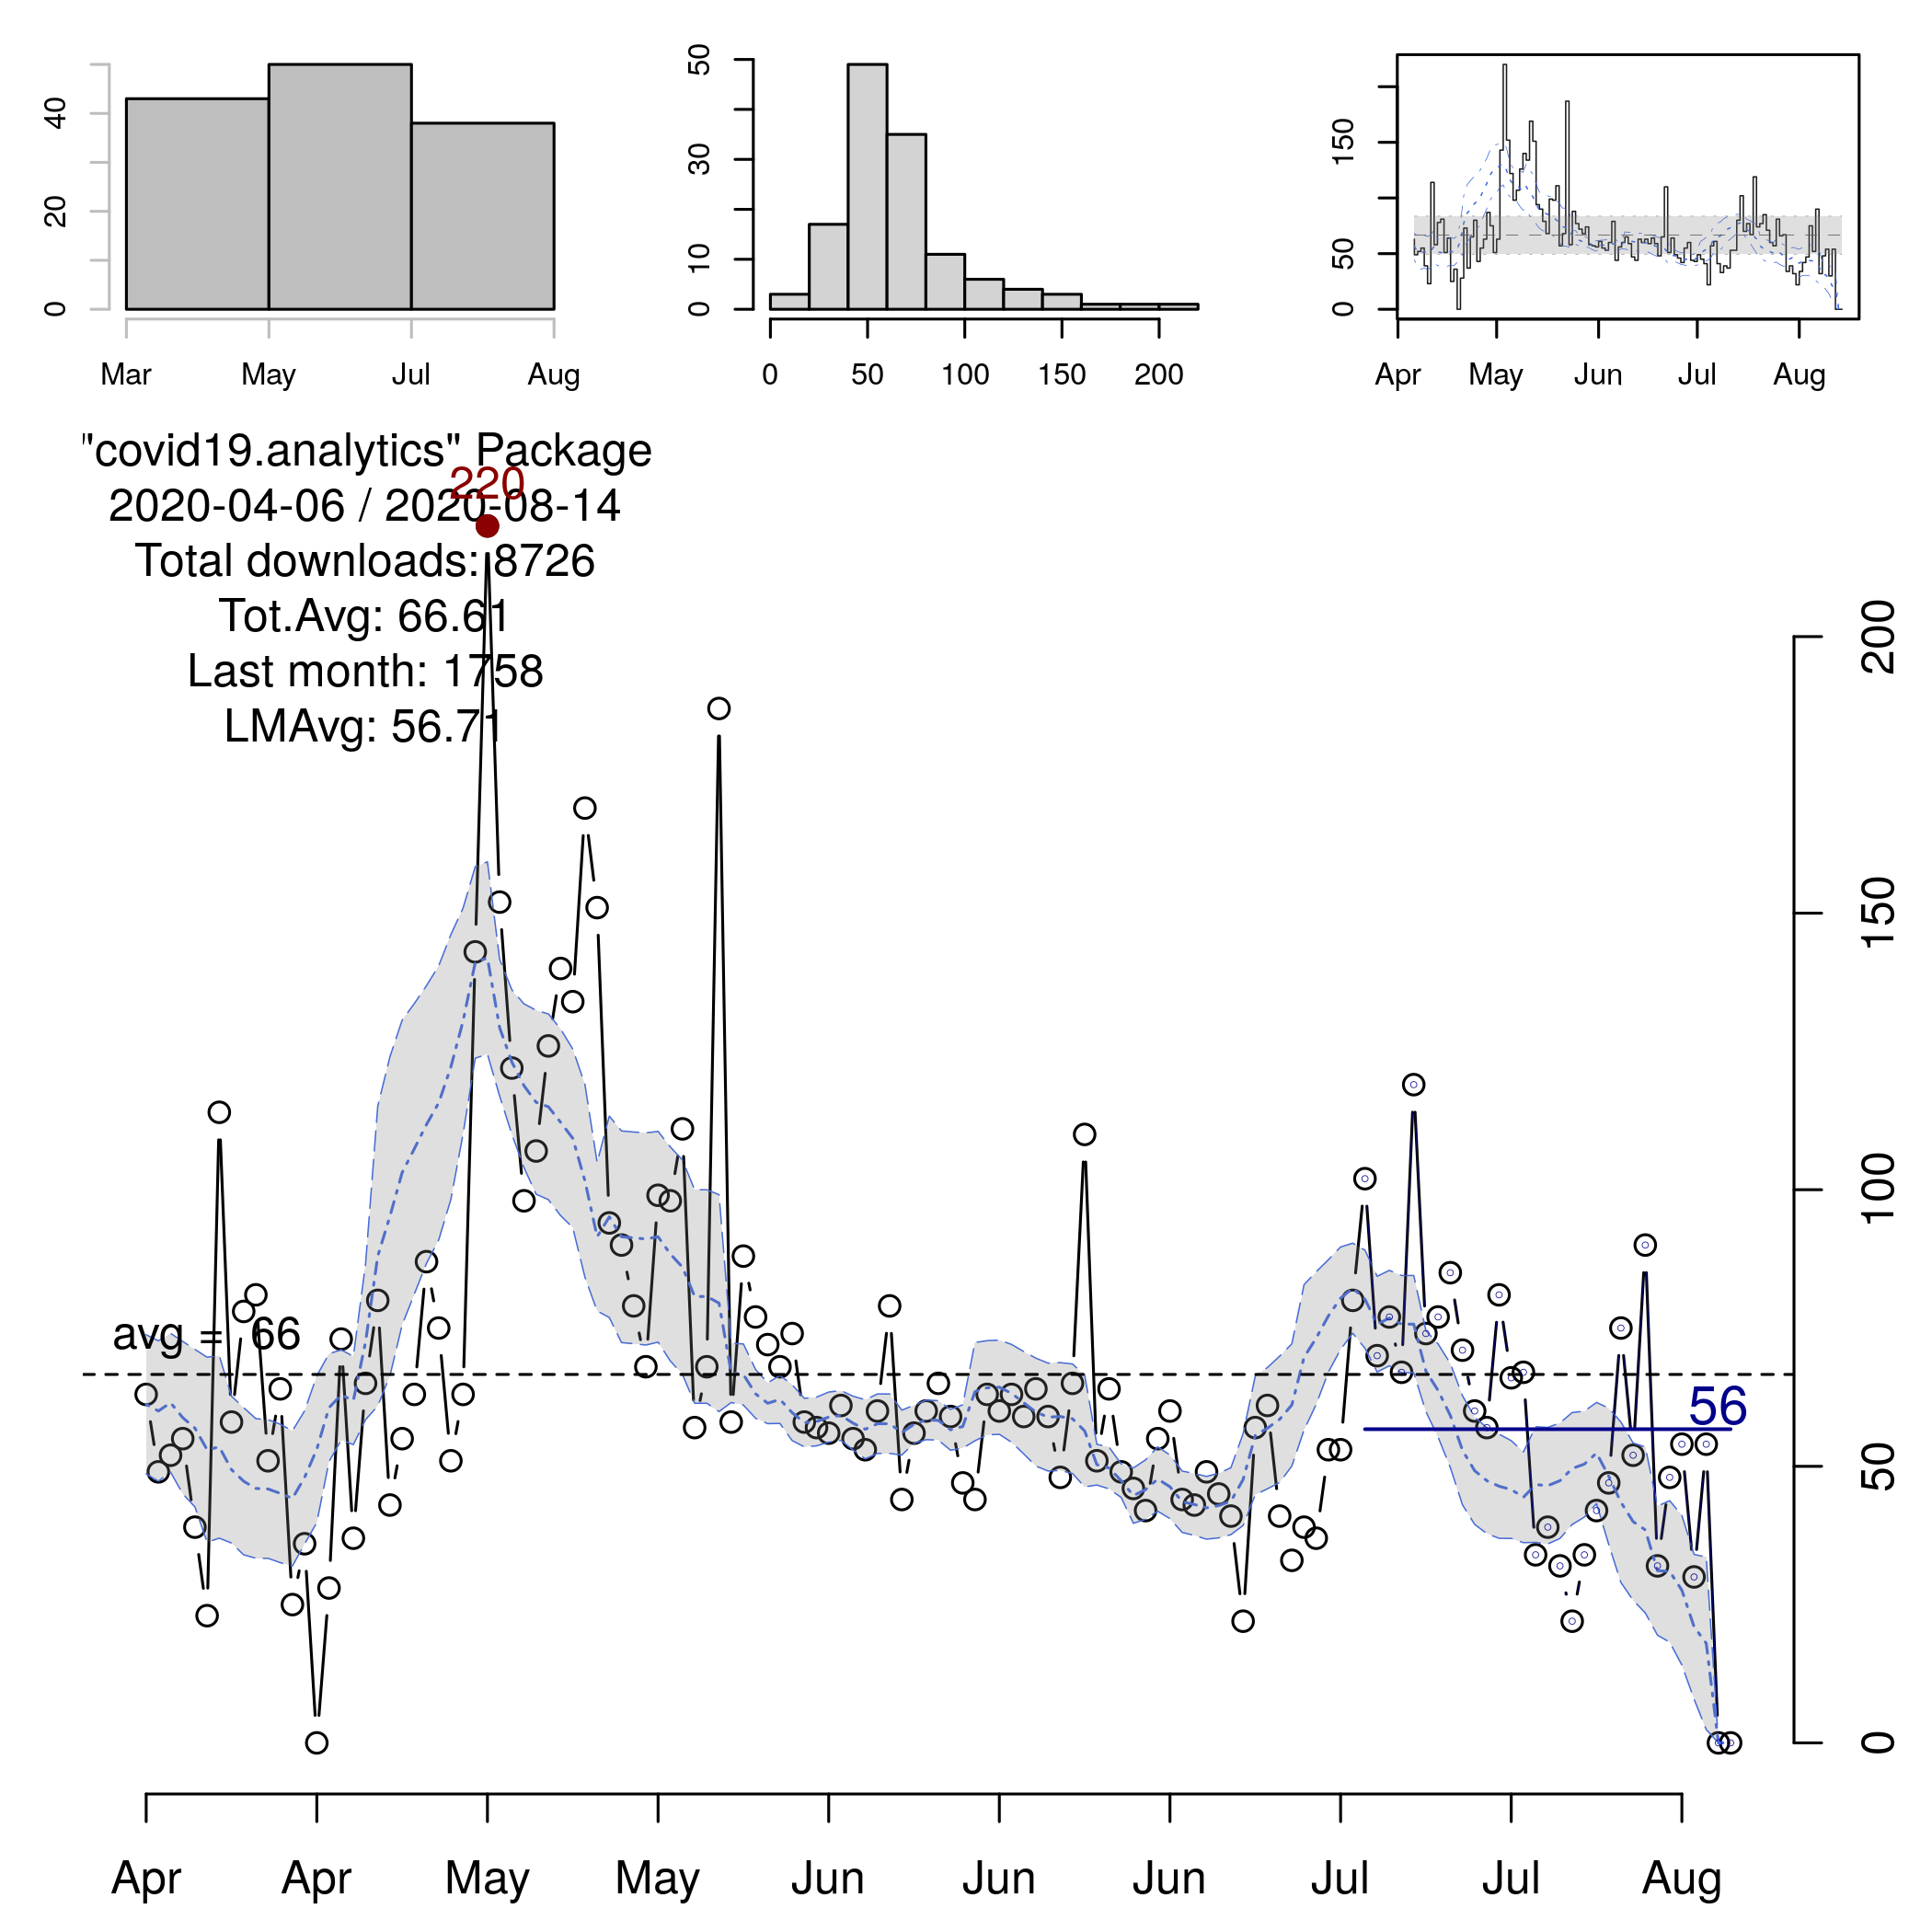 40
20
0
Mar May Jul Aug
50
30
10
0
0 50 100 150 200
150
50
0
Apr May Jun Jul Aug
"covid19.analytics" Package
220
2020-04-06 / 2020-08-14
Total downloads: 8726
Tot.Avg: 66.61
Last month: 1758
LMAvg: 56.71
avg = 66
56
200
150
100
50
0
Apr Apr May May Jun Jun Jun Jul Jul Aug